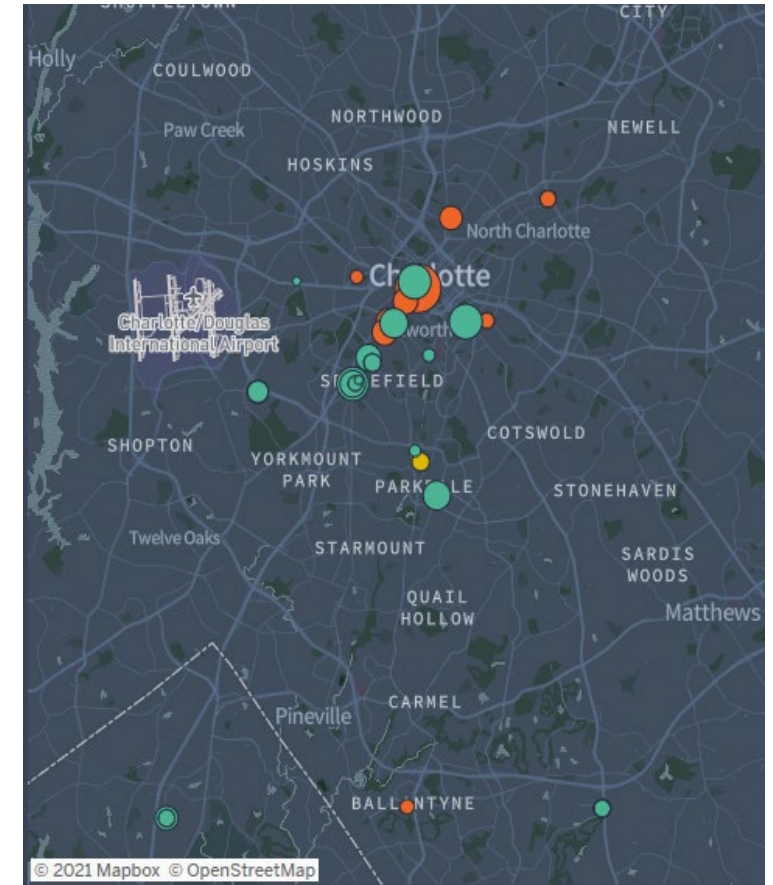 CITY
Holly
COULWOOD
NORTHWOOD
Paw Creek
NEWELL
HOSKINS
North Charlotte
Charlotte/Douglas
International Airport
COTSWOLD
SHOPTON
YORKMOUNT
PARK
STONEHAVEN
Twelve Oaks
STARMOUNT
SARDIS
WOODS
QUAIL
HOLLOW
Matthews
CARMEL
Pineville
© 2021 Mapbox © OpenStreetMap